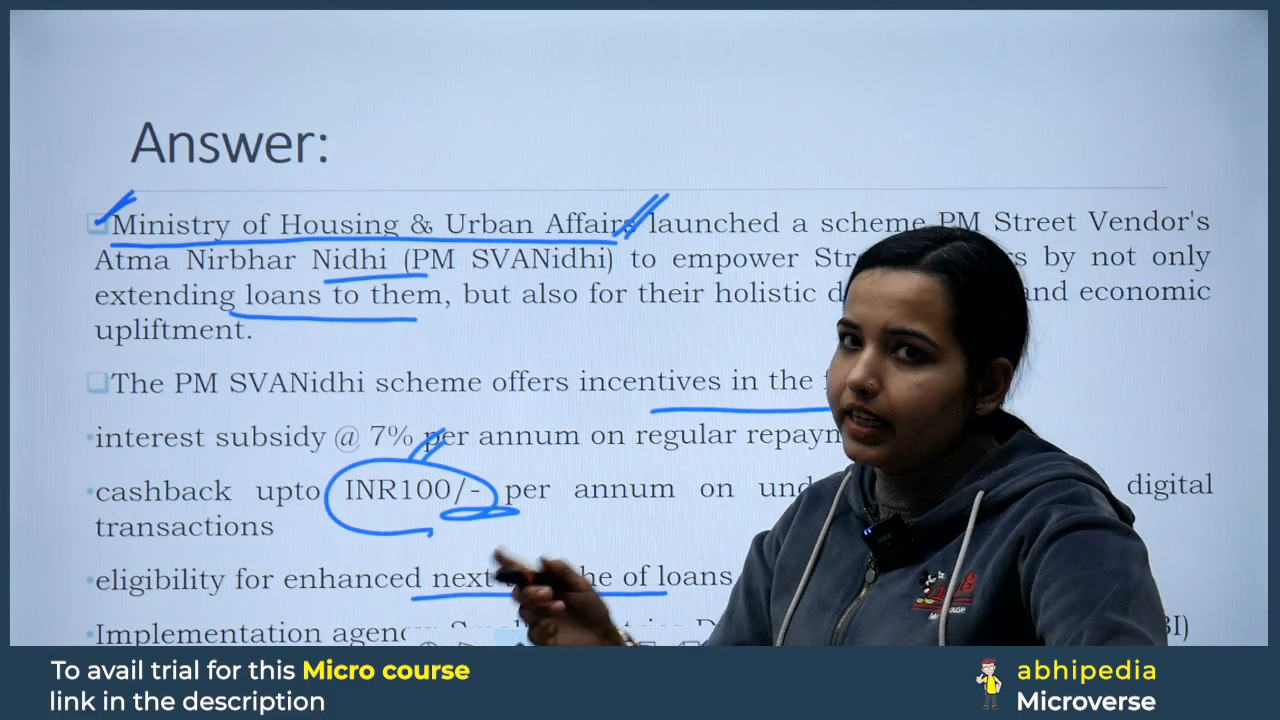 Answer:
Ministry of Housing & Urban Affairs launched a scheme PM Street Vendor's
Atma Nirbhar Nidhi (PM SVANidhi) to empower by not only
extending loans to them, but also for their holistic and economic
upliftment.
The PM SVANidhi scheme offers incentives in the
interest subsidy @ 7% per annum on regular
cashback upto INR100/- per annum on digital
transactions
eligibility for enhanced next of loans
Implementation
To avail trial for this Micro course
link in the description
abhipedia
Microverse